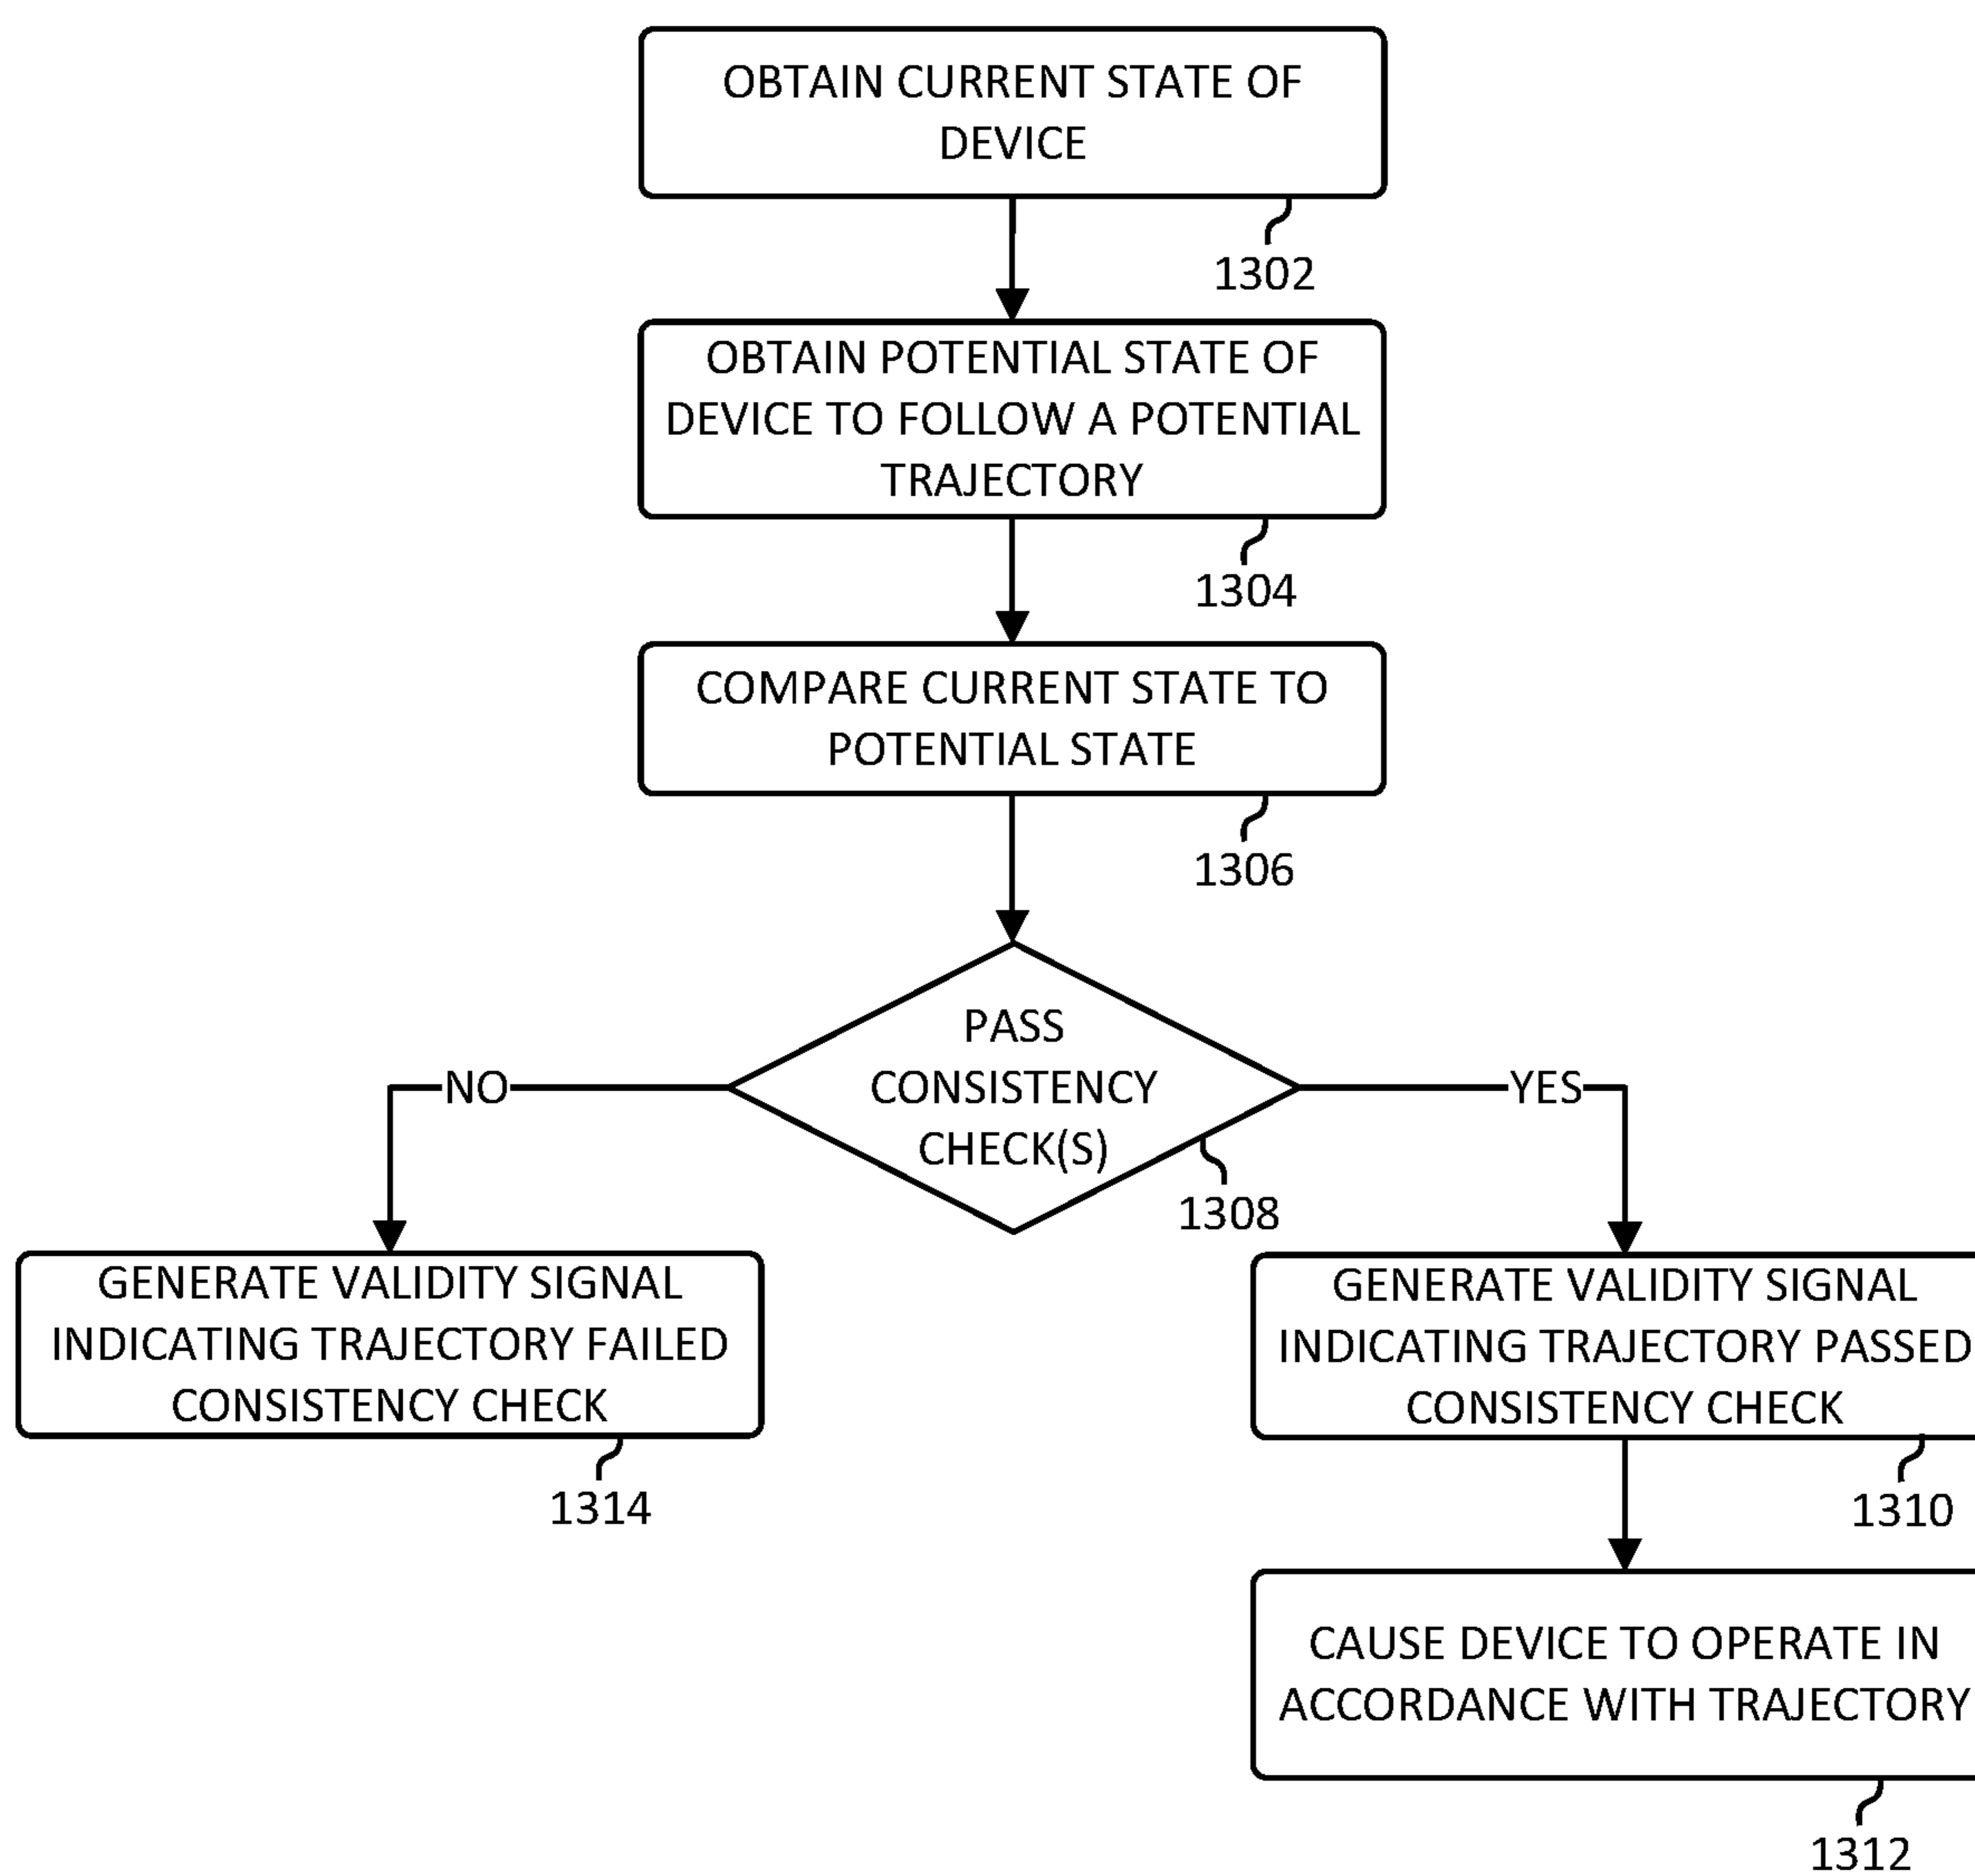 OBTAIN CURRENT STATE OF
DEVICE
1302
OBTAIN POTENTIAL STATE OF
DEVICE TO FOLLOW A POTENTIAL
TRAJECTORY
1304
COMPARE CURRENT STATE TO
POTENTIAL STATE
1306
PASS
CONSISTENCY
CHECK(S)
1308
NO
YES
GENERATE VALIDITY SIGNAL
INDICATING TRAJECTORY FAILED
CONSISTENCY CHECK
1314
GENERATE VALIDITY SIGNAL
INDICATING TRAJECTORY PASSED
CONSISTENCY CHECK
1310
CAUSE DEVICE TO OPERATE IN
ACCORDANCE WITH TRAJECTORY
1312